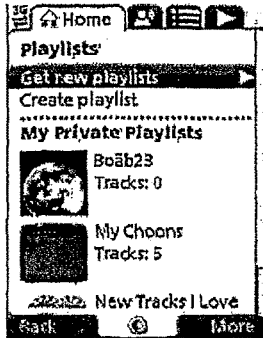 Home
Playlists
Get new playlists
Create playlist
My Private Playlists
Boab23
Tracks: 0
My Choons
Tracks: 5
New Tracks I Love
Back
More